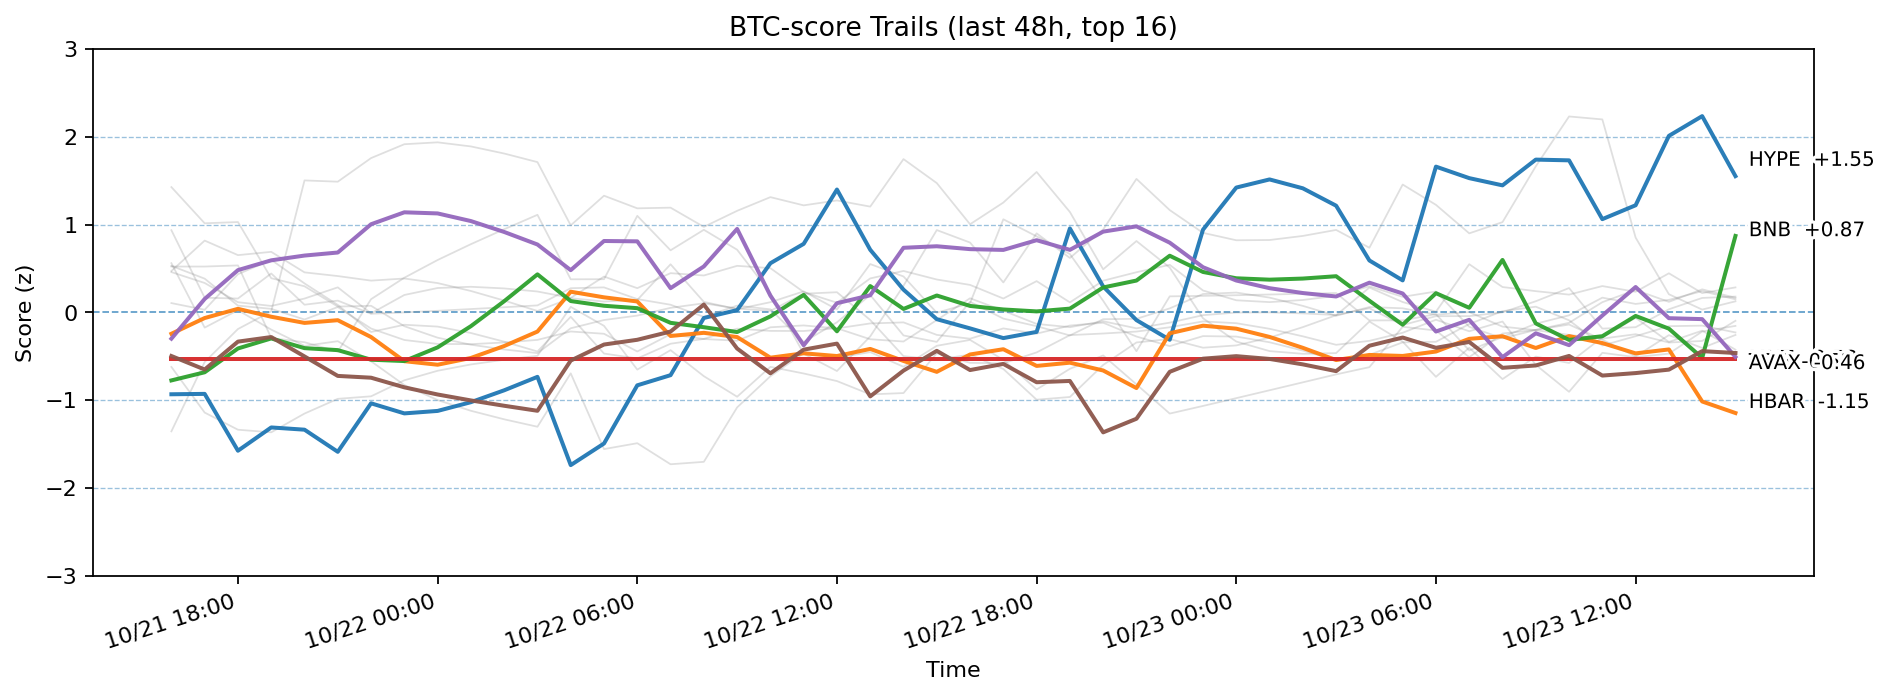 BTC-score Trails (last 48h, top 16)
Score (z)
3
2
1
0
−1
−2
−3
HYPE +1.55
BNB +0.87
AVAX -0.46
HBAR -1.15
10/21 18:00
10/22 00:00
10/22 06:00
10/22 12:00
10/22 18:00
10/23 00:00
10/23 06:00
10/23 12:00
Time